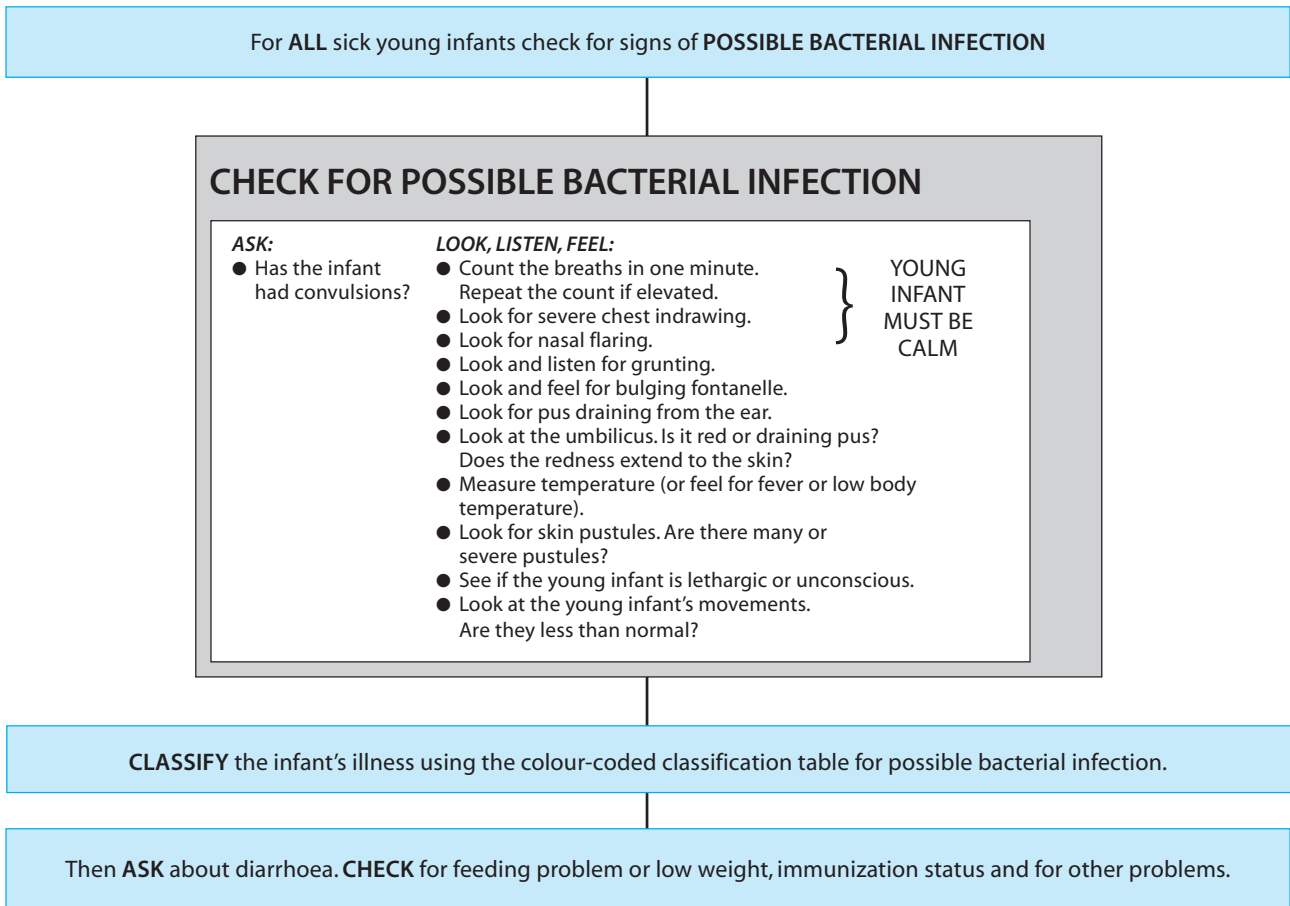 For ALL sick young infants check for signs of POSSIBLE BACTERIAL INFECTION
CHECK FOR POSSIBLE BACTERIAL INFECTION
ASK:
● Has the infant
had convulsions?
LOOK, LISTEN, FEEL:
● Count the breaths in one minute.
Repeat the count if elevated.
● Look for severe chest indrawing.
● Look for nasal flaring.
● Look and listen for grunting.
● Look and feel for bulging fontanelle.
● Look for pus draining from the ear.
● Look at the umbilicus. Is it red or draining pus?
Does the redness extend to the skin?
● Measure temperature (or feel for fever or low body
temperature).
● Look for skin pustules. Are there many or
severe pustules?
● See if the young infant is lethargic or unconscious.
● Look at the young infant's movements.
Are they less than normal?
}
YOUNG
INFANT
MUST BE
CALM
CLASSIFY the infant's illness using the colour-coded classification table for possible bacterial infection.
Then ASK about diarrhoea. CHECK for feeding problem or low weight, immunization status and for other problems.